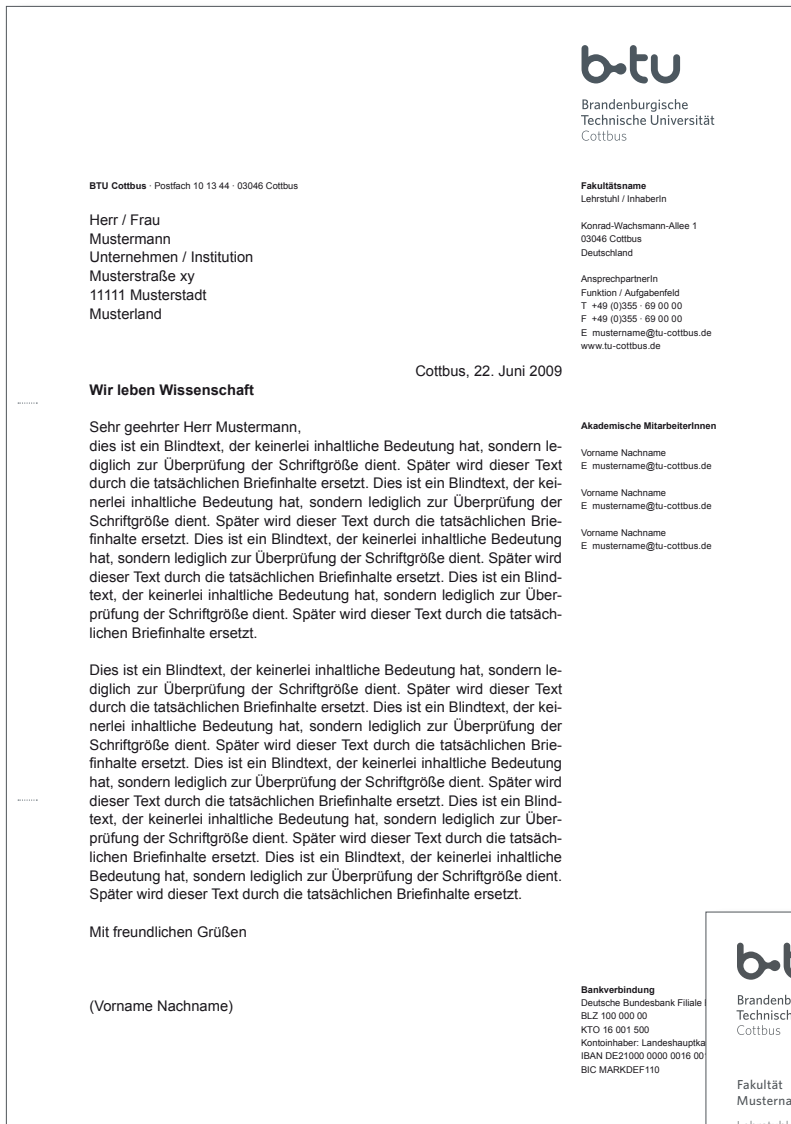 b-tu
Brandenburgische
Technische Universität
Cottbus
BTU Cottbus · Postfach 10 13 44 · 03046 Cottbus
Herr / Frau
Mustermann
Unternehmen / Institution
Musterstraße xy
11111 Musterstadt
Musterland
Fakultätsname
Lehrstuhl / InhaberIn
Konrad-Wachsmann-Allee 1
03046 Cottbus
Deutschland
AnsprechpartnerIn
Funktion / Aufgabenfeld
T +49 (0)355 · 69 00 00
F +49 (0)355 · 69 00 00
E mustername@tu-cottbus.de
www.tu-cottbus.de
Cottbus, 22. Juni 2009
Wir leben Wissenschaft
Sehr geehrter Herr Mustermann,
dies ist ein Blindtext, der keinerlei inhaltliche Bedeutung hat, sondern le-
diglich zur Überprüfung der Schriftgröße dient. Später wird dieser Text
durch die tatsächlichen Briefinhalte ersetzt. Dies ist ein Blindtext, der kei-
nerlei inhaltliche Bedeutung hat, sondern lediglich zur Überprüfung der
Schriftgröße dient. Später wird dieser Text durch die tatsächlichen Brie-
finhalte ersetzt. Dies ist ein Blindtext, der keinerlei inhaltliche Bedeutung
hat, sondern lediglich zur Überprüfung der Schriftgröße dient. Später wird
dieser Text durch die tatsächlichen Briefinhalte ersetzt. Dies ist ein Blind-
text, der keinerlei inhaltliche Bedeutung hat, sondern lediglich zur Über-
prüfung der Schriftgröße dient. Später wird dieser Text durch die tatsäch-
lichen Briefinhalte ersetzt.
Dies ist ein Blindtext, der keinerlei inhaltliche Bedeutung hat, sondern le-
diglich zur Überprüfung der Schriftgröße dient. Später wird dieser Text
durch die tatsächlichen Briefinhalte ersetzt. Dies ist ein Blindtext, der kei-
nerlei inhaltliche Bedeutung hat, sondern lediglich zur Überprüfung der
Schriftgröße dient. Später wird dieser Text durch die tatsächlichen Brie-
finhalte ersetzt. Dies ist ein Blindtext, der keinerlei inhaltliche Bedeutung
hat, sondern lediglich zur Überprüfung der Schriftgröße dient. Später wird
dieser Text durch die tatsächlichen Briefinhalte ersetzt. Dies ist ein Blind-
text, der keinerlei inhaltliche Bedeutung hat, sondern lediglich zur Über-
prüfung der Schriftgröße dient. Später wird dieser Text durch die tatsäch-
lichen Briefinhalte ersetzt. Dies ist ein Blindtext, der keinerlei inhaltliche
Bedeutung hat, sondern lediglich zur Überprüfung der Schriftgröße dient.
Später wird dieser Text durch die tatsächlichen Briefinhalte ersetzt.
Mit freundlichen Grüßen
(Vorname Nachname)
Akademische MitarbeiterInnen
Vorname Nachname
E mustername@tu-cottbus.de
Vorname Nachname
E mustername@tu-cottbus.de
Vorname Nachname
E mustername@tu-cottbus.de
Bankverbindung
Deutsche Bundesbank Filiale
BLZ 100 000 00
KTO 16 001 500
Kontoinhaber: Landeshauptka
IBAN DE21000 0000 0016 00
BIC MARKDEF110
b-t
Brandenb
Technisch
Cottbus
Fakultät
Musterna